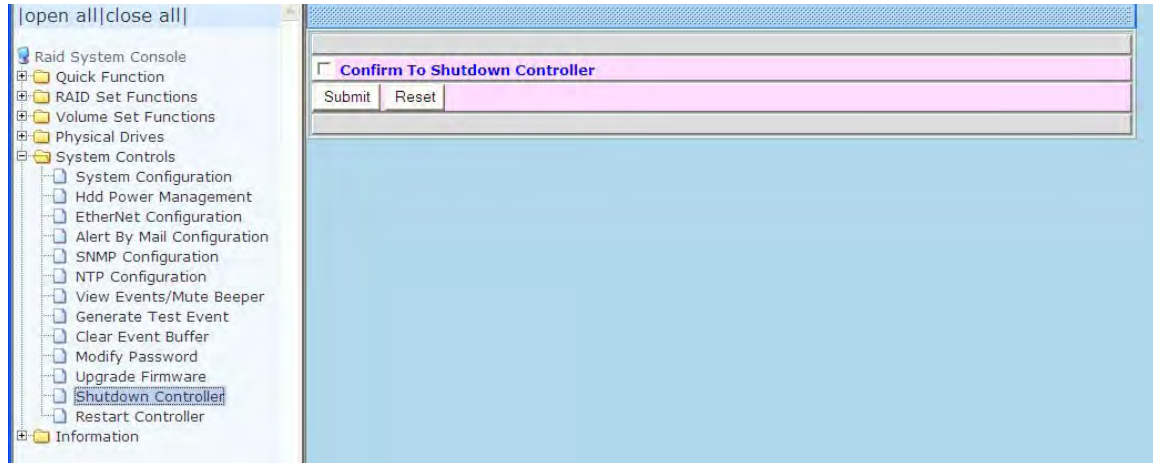 |open all|close all|
Raid System Console
Quick Function
RAID Set Functions
Volume Set Functions
Physical Drives
System Controls
System Configuration
Hdd Power Management
EtherNet Configuration
Alert By Mail Configuration
SNMP Configuration
NTP Configuration
View Events/Mute Beeper
Generate Test Event
Clear Event Buffer
Modify Password
Upgrade Firmware
Shutdown Controller
Restart Controller
Information
Confirm To Shutdown Controller
Submit Reset